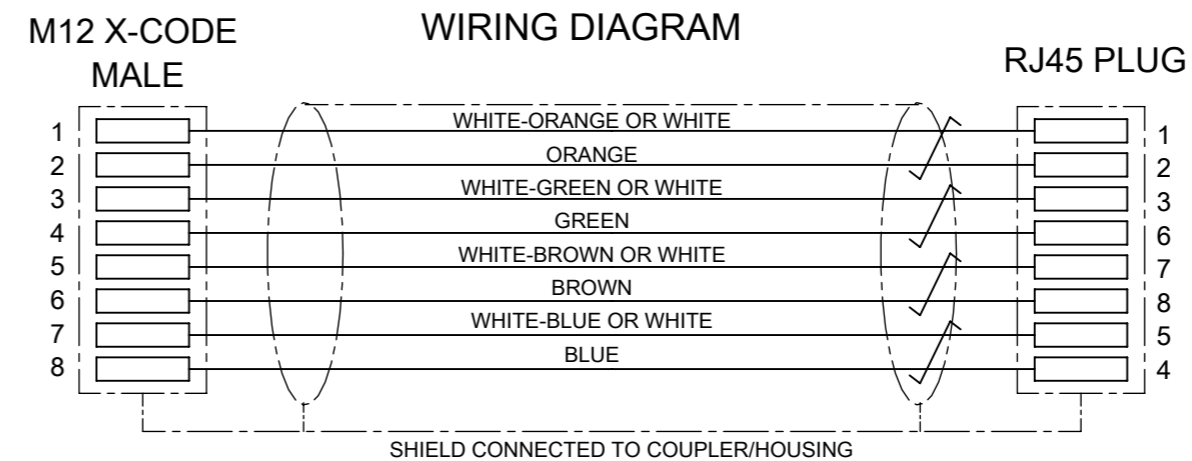 WIRING DIAGRAM
M12 X-CODE
MALE
RJ45 PLUG
1 WHITE-ORANGE OR WHITE 1
2 ORANGE 2
3 WHITE-GREEN OR WHITE 3
4 GREEN 6
5 WHITE-BROWN OR WHITE 7
6 BROWN 8
7 WHITE-BLUE OR WHITE 5
8 BLUE 4
SHIELD CONNECTED TO COUPLER/HOUSING